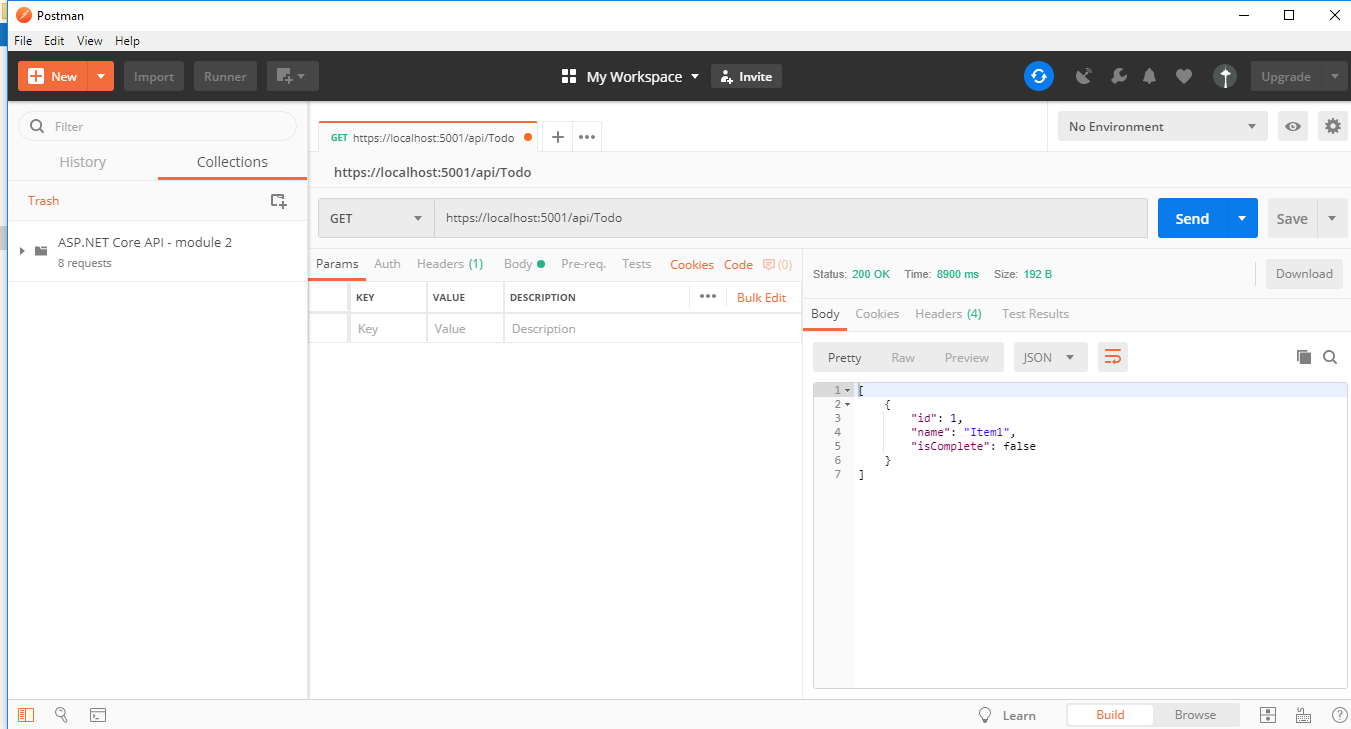 Postman
File Edit View Help
New Import Runner My Workspace Invite Upgrade
Filter
History Collections
Trash
ASP.NET Core API - module 2
8 requests
GET https://localhost:5001/api/Todo
No Environment
https://localhost:5001/api/Todo
GET https://localhost:5001/api/Todo Send Save
Params Auth Headers (1) Body Pre-req. Tests Cookies Code (0)
KEY VALUE DESCRIPTION Bulk Edit
Key Value Description
Status: 200 OK Time: 8900 ms Size: 192 B Download
Body Cookies Headers (4) Test Results
Pretty Raw Preview JSON
1 [
2 {
3 "id": 1,
4 "name": "Item1",
5 "isComplete": false
6 }
7 ]
Learn Build Browse